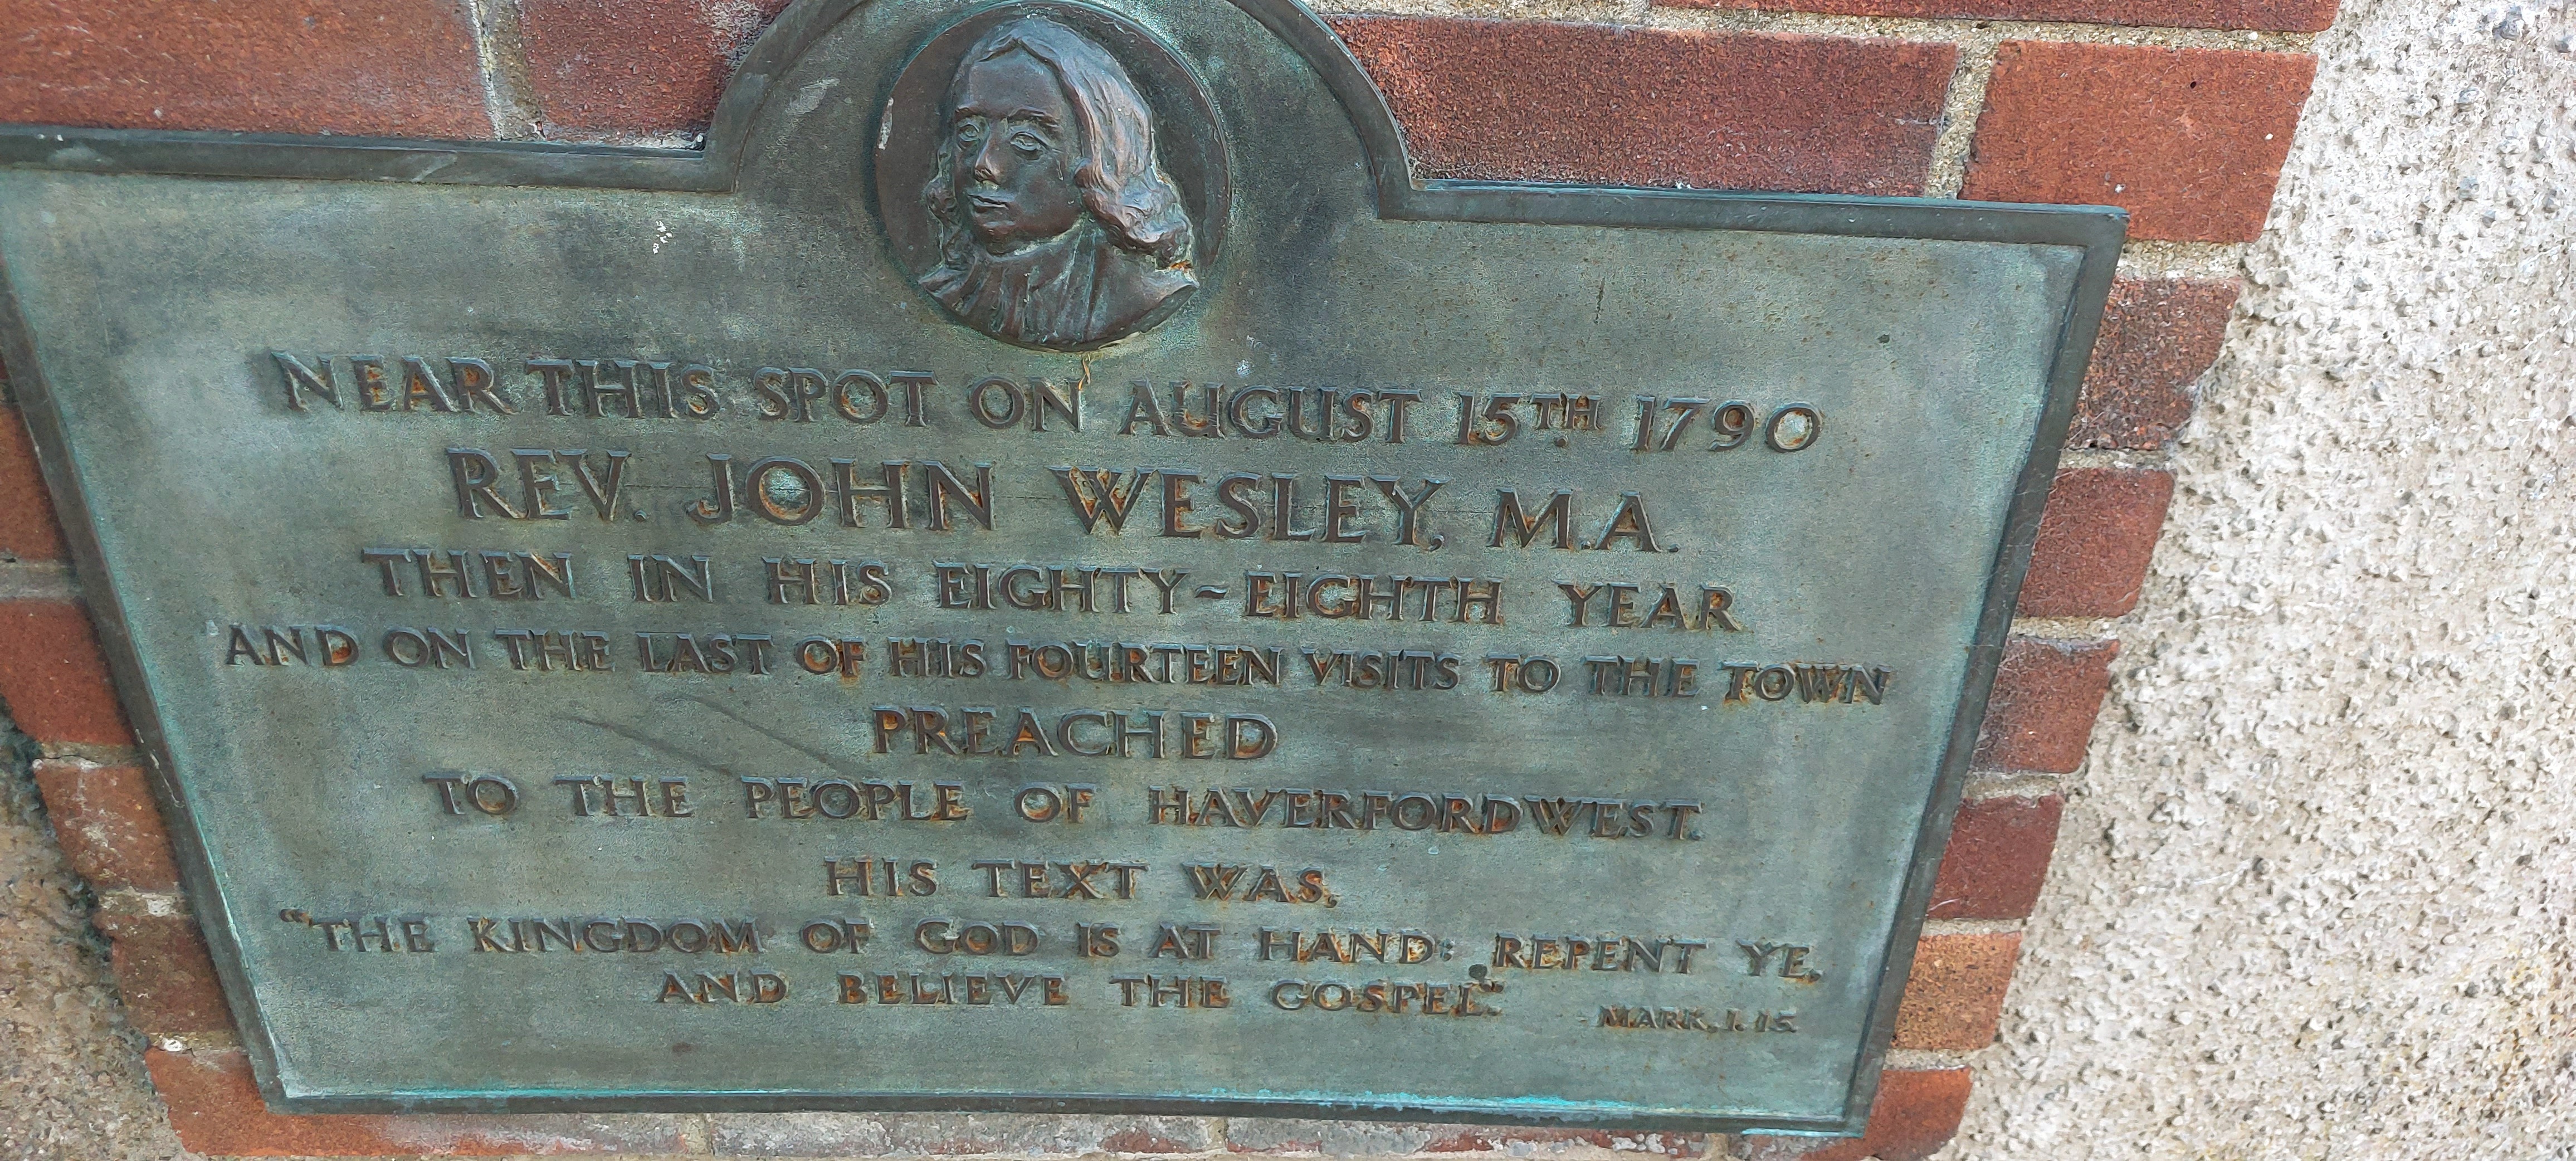 NEAR THIS SPOT ON AUGUST 15TH 1790
REV. JOHN WESLEY, M.A.
THEN IN HIS EIGHTY-EIGHTH YEAR
AND ON THE LAST OF HIS FOURTEEN VISITS TO THE TOWN
PREACHED
TO THE PEOPLE OF HAVERFORDWEST.
HIS TEXT WAS,
"THE KINGDOM OF GOD IS AT HAND: REPENT YE,
AND BELIEVE THE GOSPEL."
MARK. 1. 15.